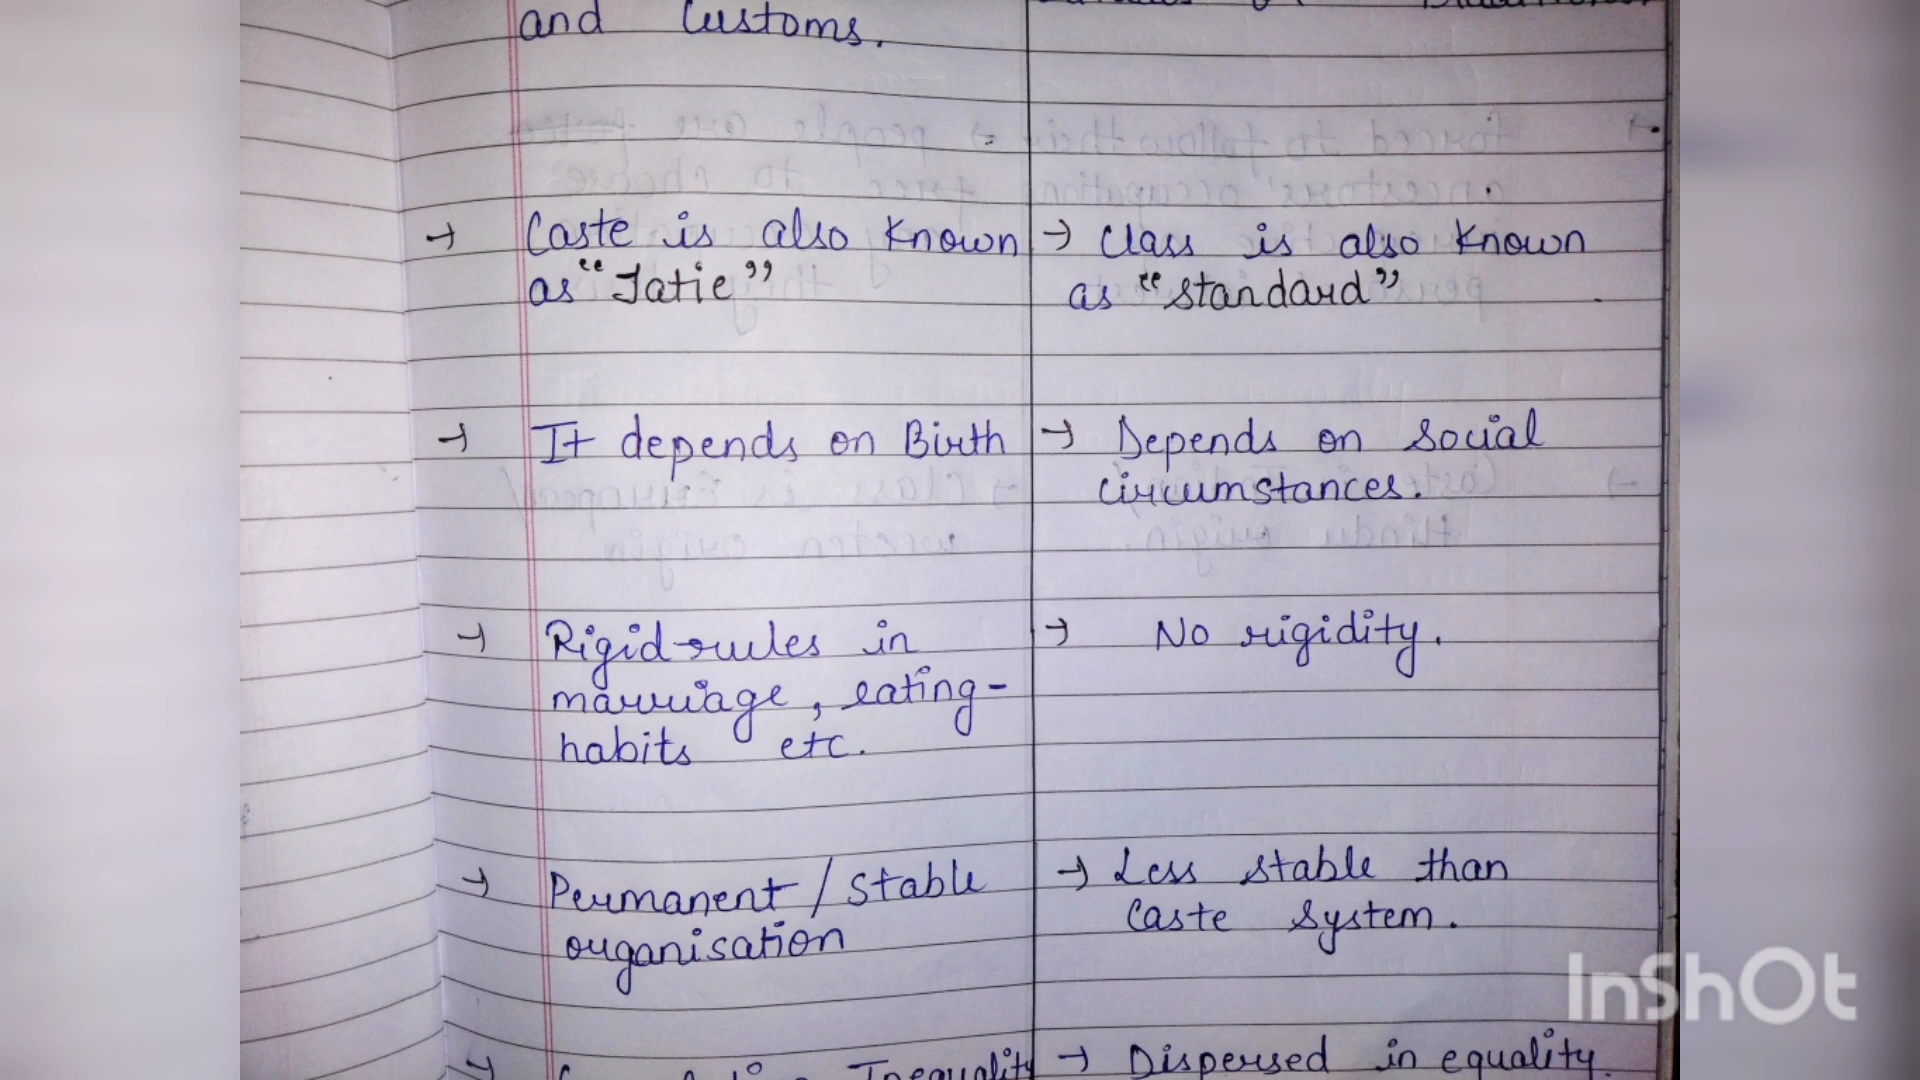 and Customs.
→ Caste is also known
as "Jatie"
→ It depends on Birth
→ Rigid-rules in
marriage, eating-
habits etc.
→ Permanent / Stable
organisation
Inequality
→ Class is also known
as "standard"
→ Depends on social
circumstances.
→ No rigidity.
→ Less stable than
Caste system.
→ Dispersed in equality.
InShOt